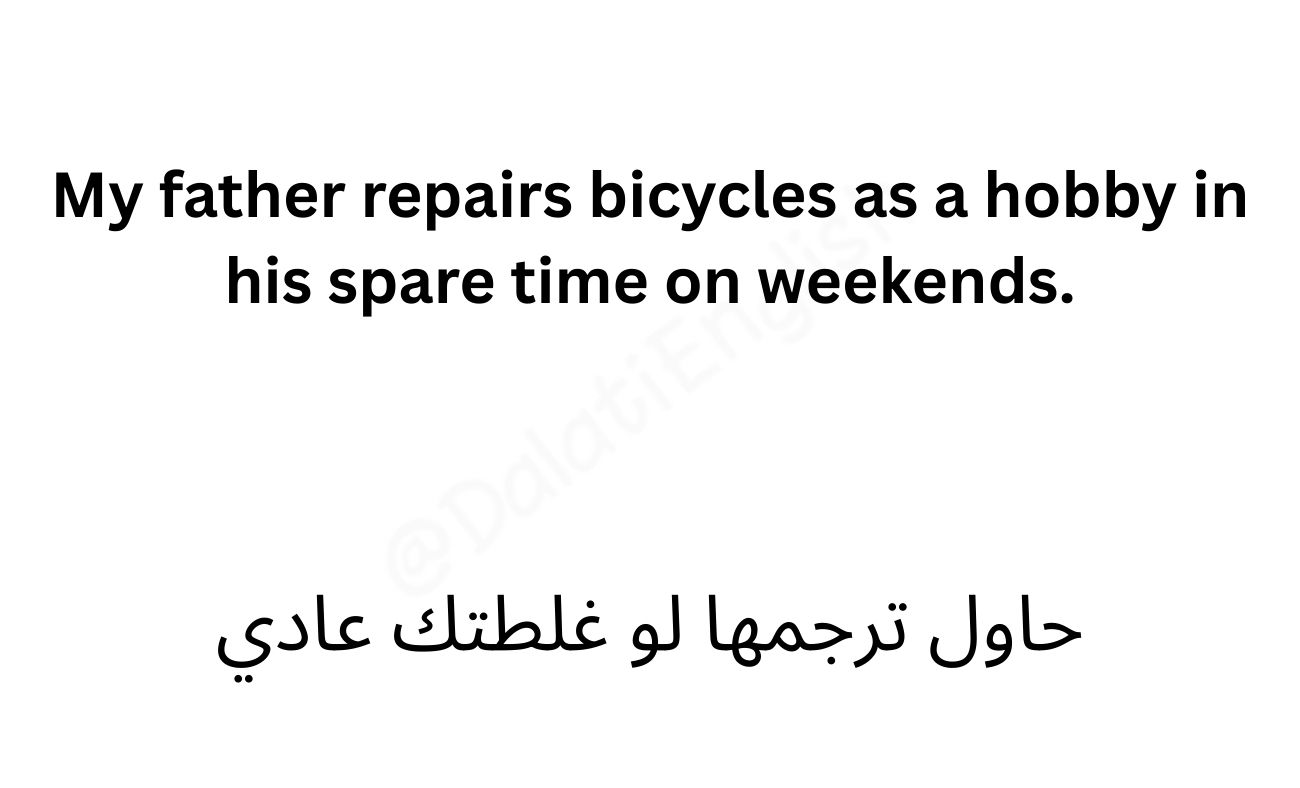 My father repairs bicycles as a hobby in
his spare time on weekends.
@DalatiEnglish
حاول ترجمها لو غلطتك عادي